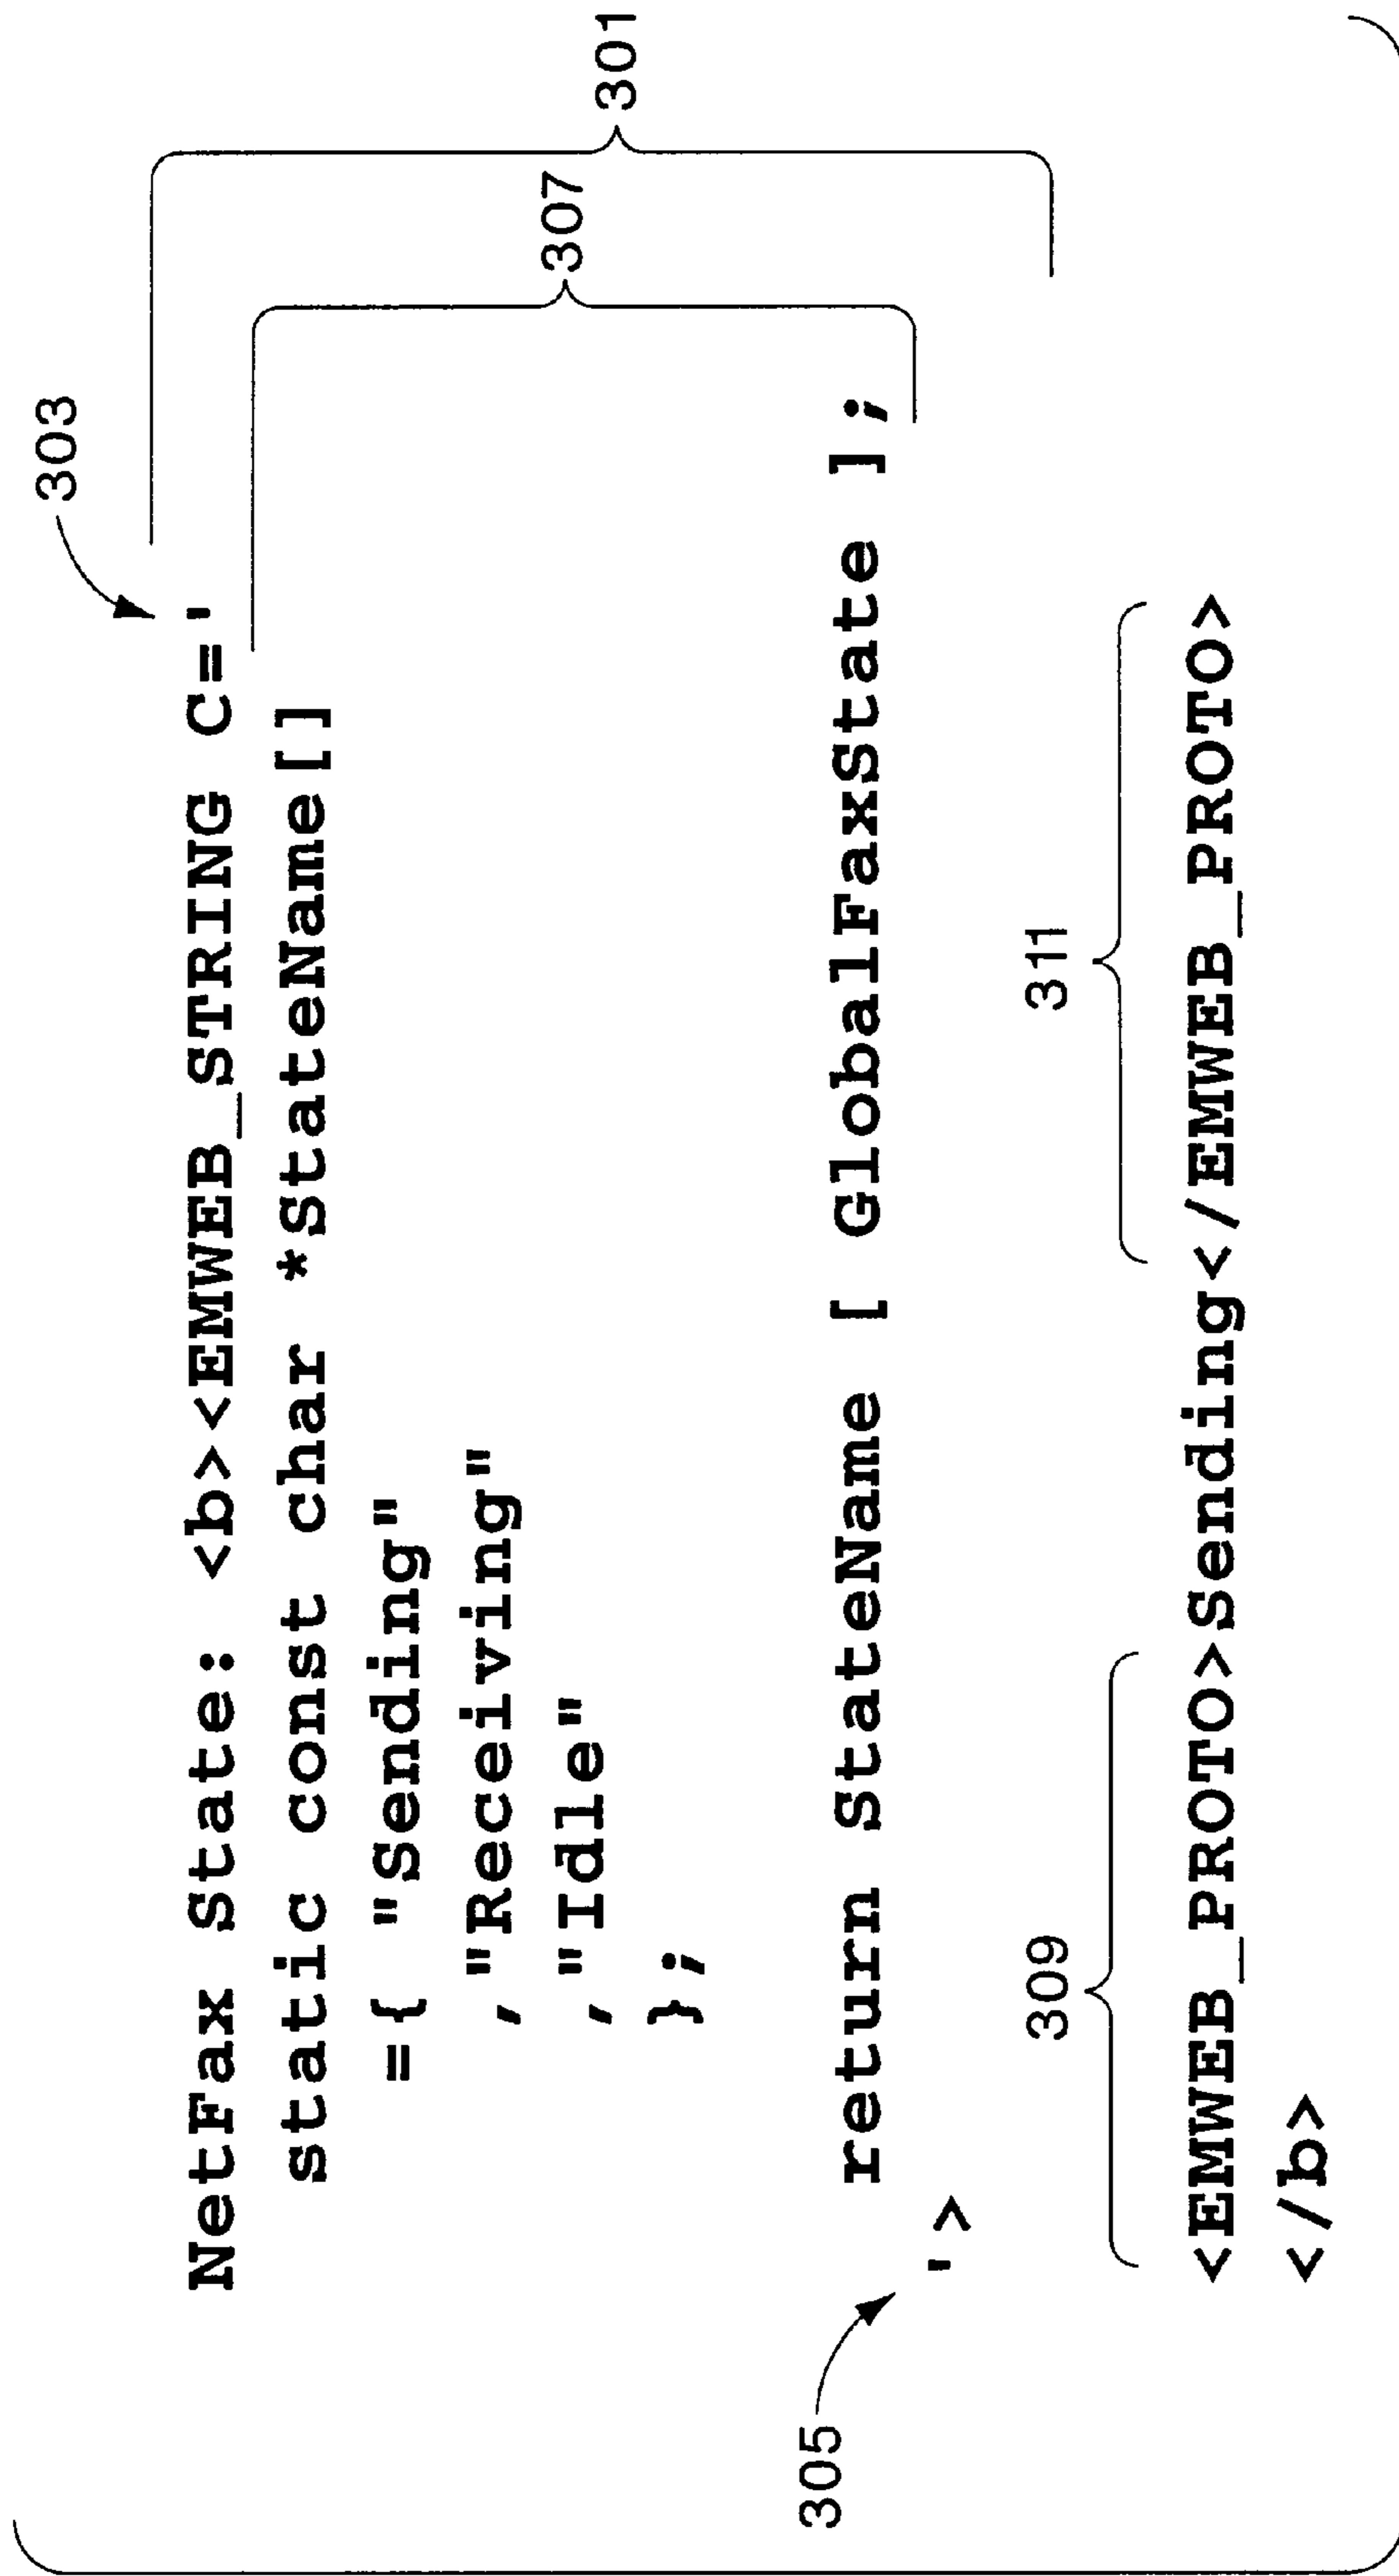 303
NetFax State: <b><EMWEB_STRING C='
static const char *StateName[]
={ "Sending"
, "Receiving"
, "Idle"
};
307
301
return StateName [ GlobalFaxState ];
305
'>
309
311
<EMWEB_PROTO>Sending</EMWEB_PROTO>
</b>